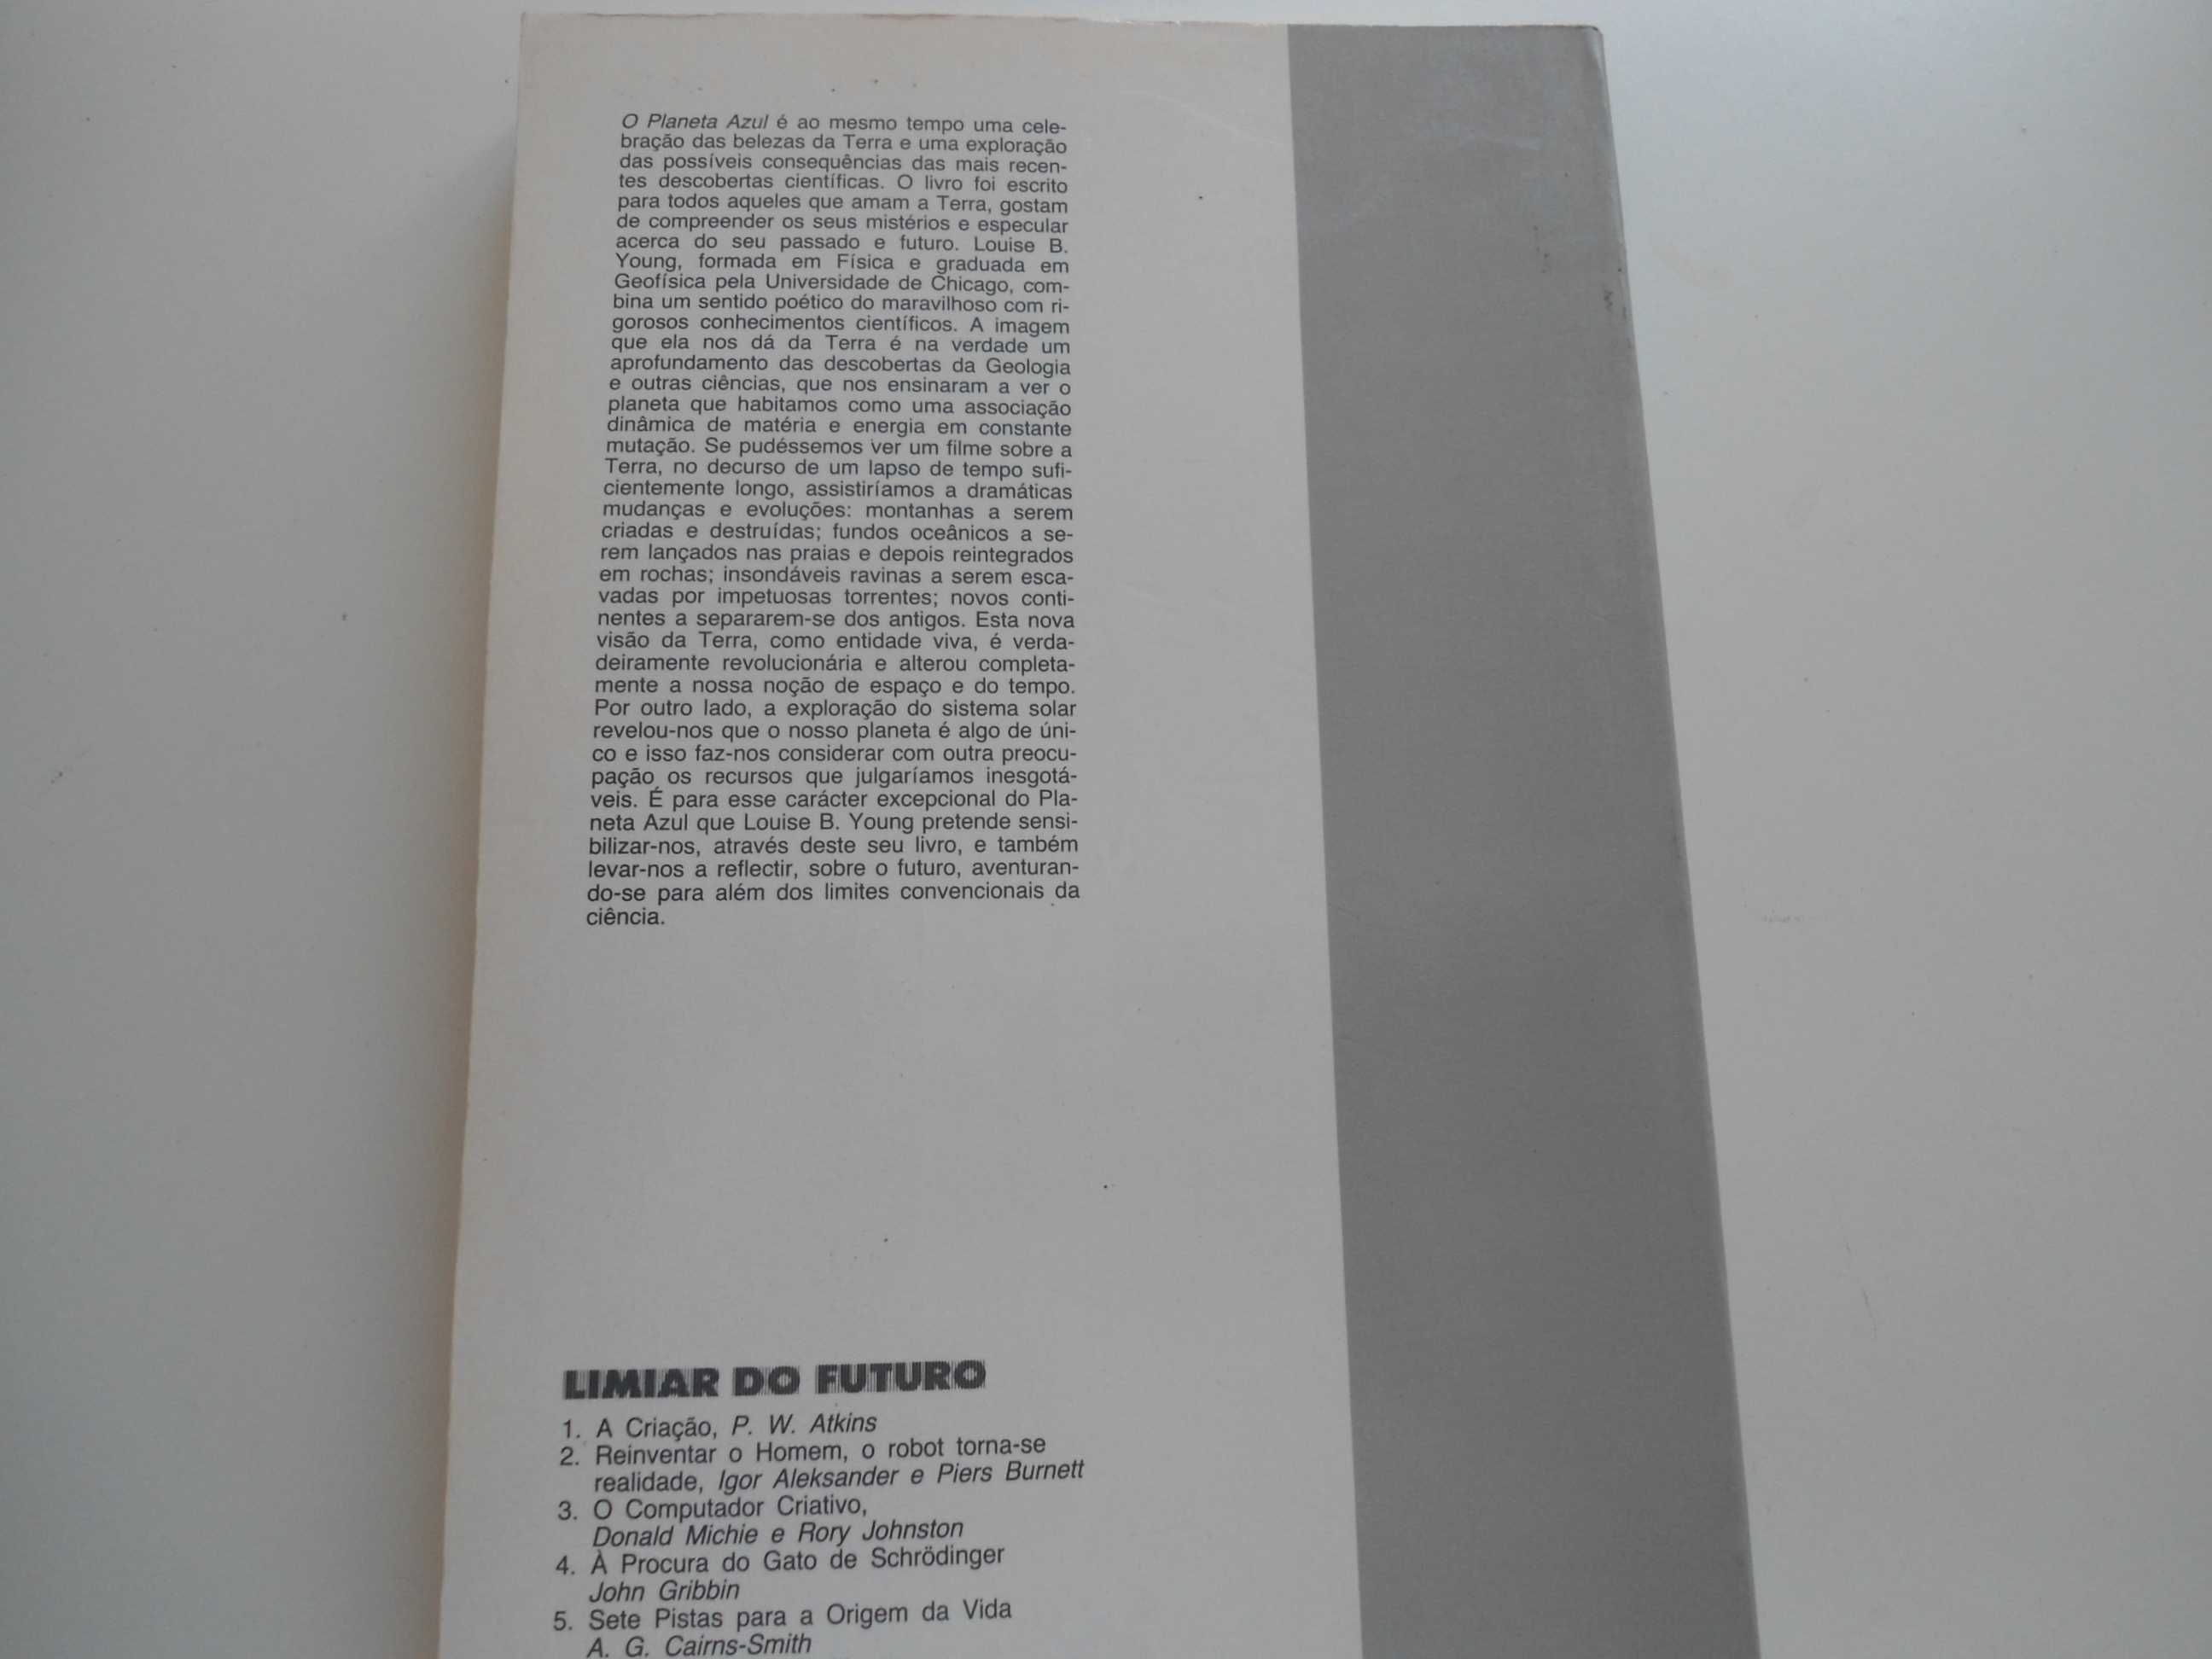 O Planeta Azul é ao mesmo tempo uma cele-
bração das belezas da Terra e uma exploração
das possíveis consequências das mais recen-
tes descobertas científicas. O livro foi escrito
para todos aqueles que amam a Terra, gostam
de compreender os seus mistérios e especular
acerca do seu passado e futuro. Louise B.
Young, formada em Física e graduada em
Geofísica pela Universidade de Chicago, com-
bina um sentido poético do maravilhoso com ri-
gorosos conhecimentos científicos. A imagem
que ela nos dá da Terra é na verdade um
aprofundamento das descobertas da Geologia
e outras ciências, que nos ensinaram a ver o
planeta que habitamos como uma associação
dinâmica de matéria e energia em constante
mutação. Se pudéssemos ver um filme sobre a
Terra, no decurso de um lapso de tempo sufi-
cientemente longo, assistiríamos a dramáticas
mudanças e evoluções: montanhas a serem
criadas e destruídas; fundos oceânicos a se-
rem lançados nas praias e depois reintegrados
em rochas; insondáveis ravinas a serem esca-
vadas por impetuosas torrentes; novos conti-
nentes a separarem-se dos antigos. Esta nova
visão da Terra, como entidade viva, é verda-
deiramente revolucionária e alterou completa-
mente a nossa noção de espaço e do tempo.
Por outro lado, a exploração do sistema solar
revelou-nos que o nosso planeta é algo de úni-
co e isso faz-nos considerar com outra preocu-
pação os recursos que julgaríamos inesgotá-
veis. É para esse carácter excepcional do Pla-
neta Azul que Louise B. Young pretende sensi-
bilizar-nos, através deste seu livro, e também
levar-nos a reflectir, sobre o futuro, aventuran-
do-se para além dos limites convencionais da
ciência.
LIMIAR DO FUTURO
1. A Criação, P. W. Atkins
2. Reinventar o Homem, o robot torna-se
realidade, Igor Aleksander e Piers Burnett
3. O Computador Criativo,
Donald Michie e Rory Johnston
4. À Procura do Gato de Schrödinger
John Gribbin
5. Sete Pistas para a Origem da Vida
A. G. Cairns-Smith